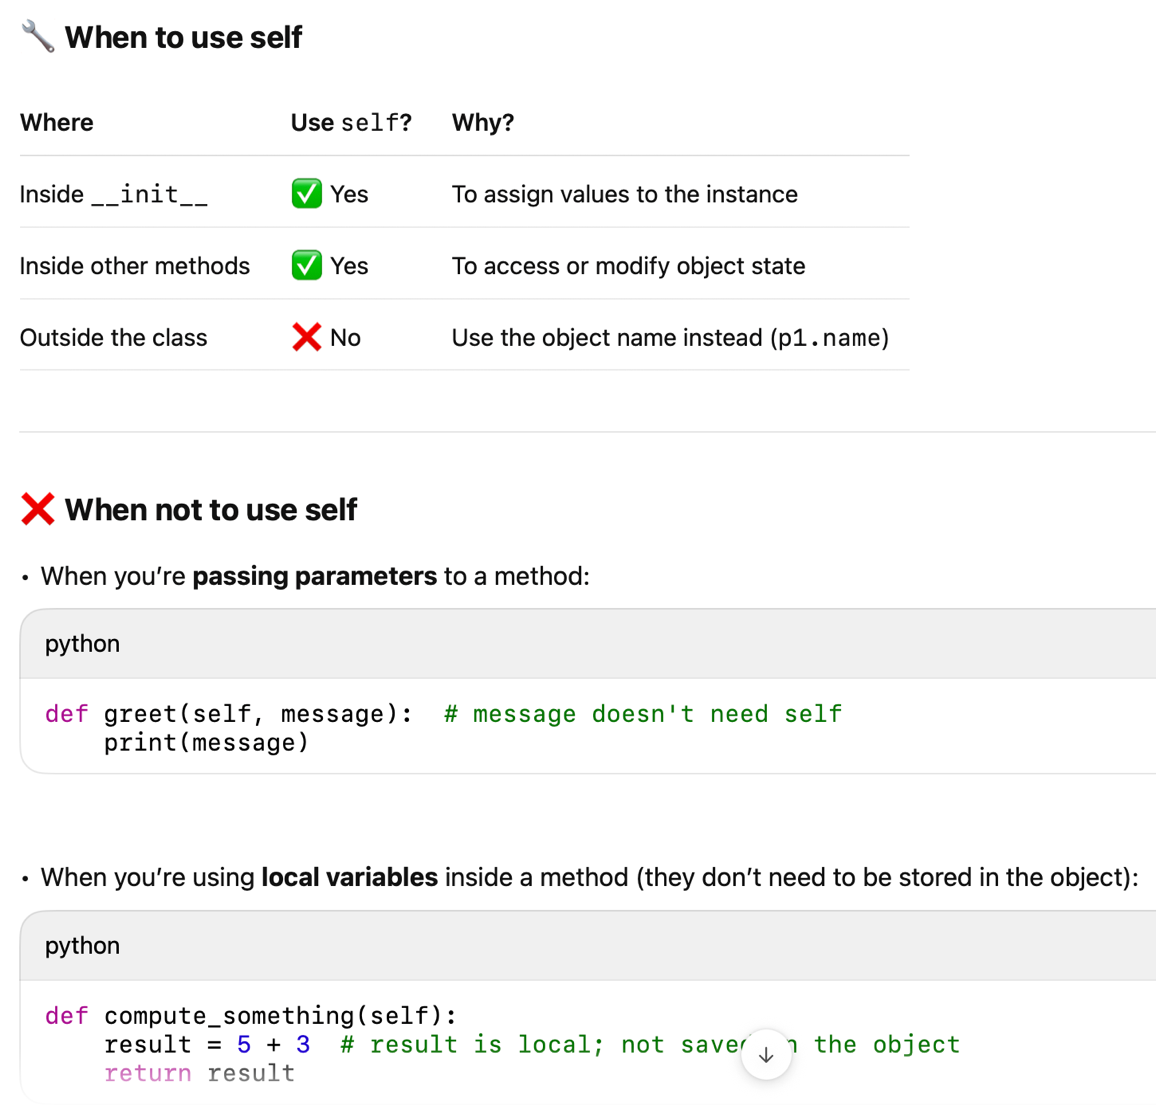 🔧 When to use self
Where Use self? Why?
Inside __init__ ✅ Yes To assign values to the instance
Inside other methods ✅ Yes To access or modify object state
Outside the class ❌ No Use the object name instead (p1.name)
❌ When not to use self
• When you’re passing parameters to a method:
python
def greet(self, message):  # message doesn't need self
    print(message)
• When you’re using local variables inside a method (they don’t need to be stored in the object):
python
def compute_something(self):
    result = 5 + 3  # result is local; not the object
    return result